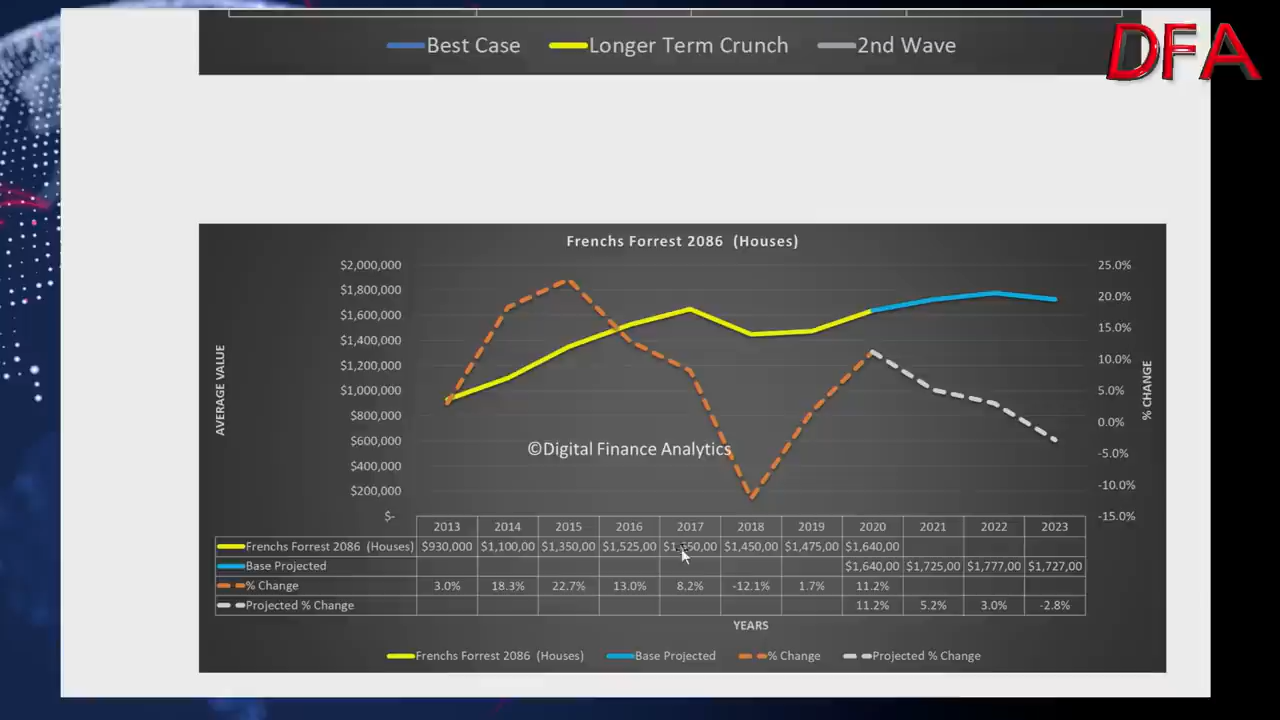 Best Case Longer Term Crunch 2nd Wave
DFA
Frenchs Forrest 2086 (Houses)
$2,000,000 25.0%
$1,800,000 20.0%
$1,600,000 15.0%
$1,400,000 10.0%
$1,200,000 5.0%
$1,000,000 0.0%
$800,000 -5.0%
$600,000 -10.0%
$400,000 -15.0%
$200,000
$-
AVERAGE VALUE
% CHANGE
©Digital Finance Analytics
2013 2014 2015 2016 2017 2018 2019 2020 2021 2022 2023
Frenchs Forrest 2086 (Houses) $930,000 $1,100,00 $1,350,00 $1,525,00 $1,450,00 $1,475,00 $1,640,00
Base Projected $1,640,00 $1,725,00 $1,777,00 $1,727,00
% Change 3.0% 18.3% 22.7% 13.0% 8.2% -12.1% 1.7% 11.2%
Projected % Change 11.2% 5.2% 3.0% -2.8%
YEARS
Frenchs Forrest 2086 (Houses) Base Projected % Change Projected % Change